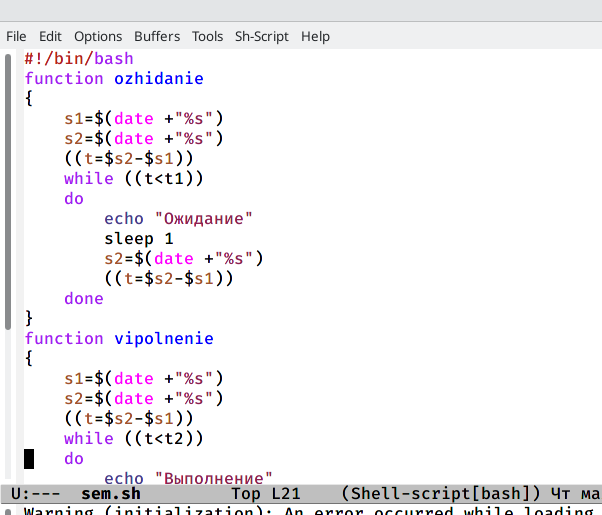 File Edit Options Buffers Tools Sh-Script Help
#!/bin/bash
function ozhidanie
{
    s1=$(date +"%s")
    s2=$(date +"%s")
    ((t=$s2-$s1))
    while ((t<t1))
    do
        echo "Ожидание"
        sleep 1
        s2=$(date +"%s")
        ((t=$s2-$s1))
    done
}
function vipolnenie
{
    s1=$(date +"%s")
    s2=$(date +"%s")
    ((t=$s2-$s1))
    while ((t<t2))
    do
        echo "Выполнение"
U:--- sem.sh Top L21 (Shell-script[bash]) Чт ма
Warning (initialization): An error occurred while loading